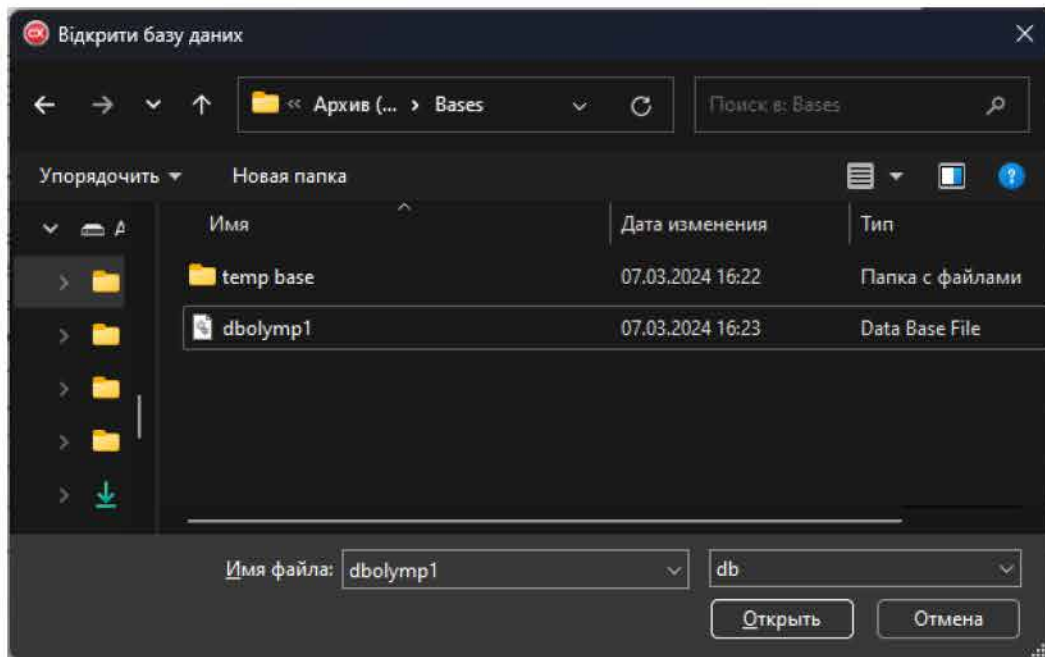 Відкрити базу даних
« Архив (... › Bases
Поиск в: Bases
Упорядочить
Новая папка
Имя
Дата изменения
Тип
temp base
07.03.2024 16:22
Папка с файлами
dbolymp1
07.03.2024 16:23
Data Base File
Имя файла:
dbolymp1
db
Открыть
Отмена